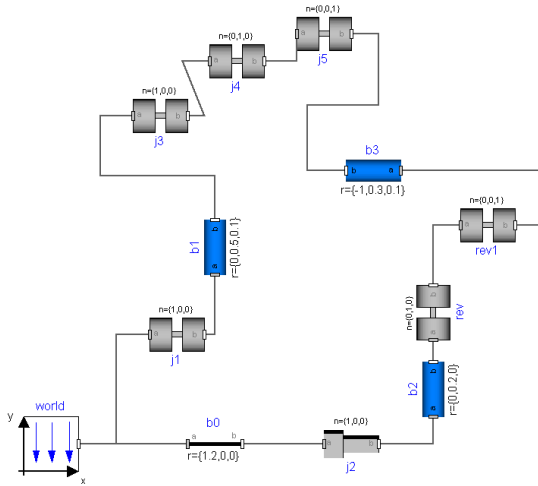 n={0,0,1}
a b
j5
n={0,1,0}
a b
j4
n={1,0,0}
a b
j3
b3
b a
r={-1,0.3,0.1}
n={0,0,1}
a b
rev1
b1
b
a
r={0,0.5,0.1}
n={0,1,0}
b
a
rev
n={1,0,0}
a b
j1
b2
b
a
r={0,0.2,0}
world
y
x
b0
a b
r={1.2,0,0}
n={1,0,0}
a b
j2